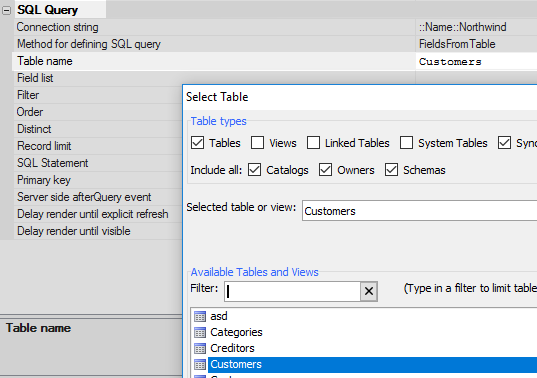 SQL Query
Connection string ::Name::Northwind
Method for defining SQL query FieldsFromTable
Table name Customers
Field list
Filter
Order
Distinct
Record limit
SQL Statement
Primary key
Server side afterQuery event
Delay render until explicit refresh
Delay render until visible
Table name
Select Table
Table types
Tables Views Linked Tables System Tables
Include all: Catalogs Owners Schemas
Selected table or view: Customers
Available Tables and Views
Filter: (Type in a filter to limit table
asd
Categories
Creditors
Customers